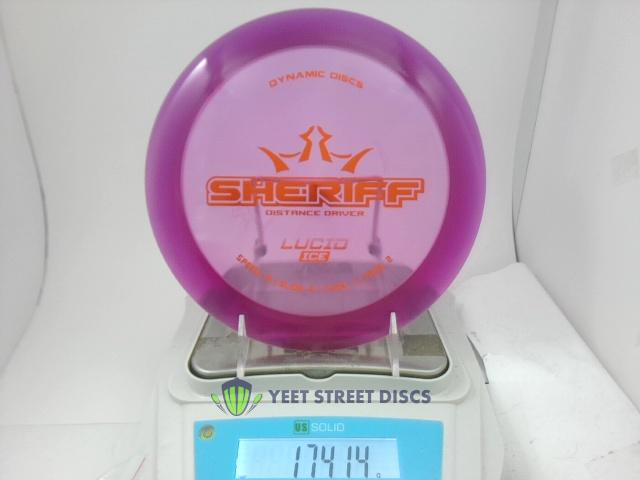 DYNAMIC DISCS
SHERIFF
DISTANCE DRIVER
LUCID
ICE
YEET STREET DISCS
US SOLID
174.14 g